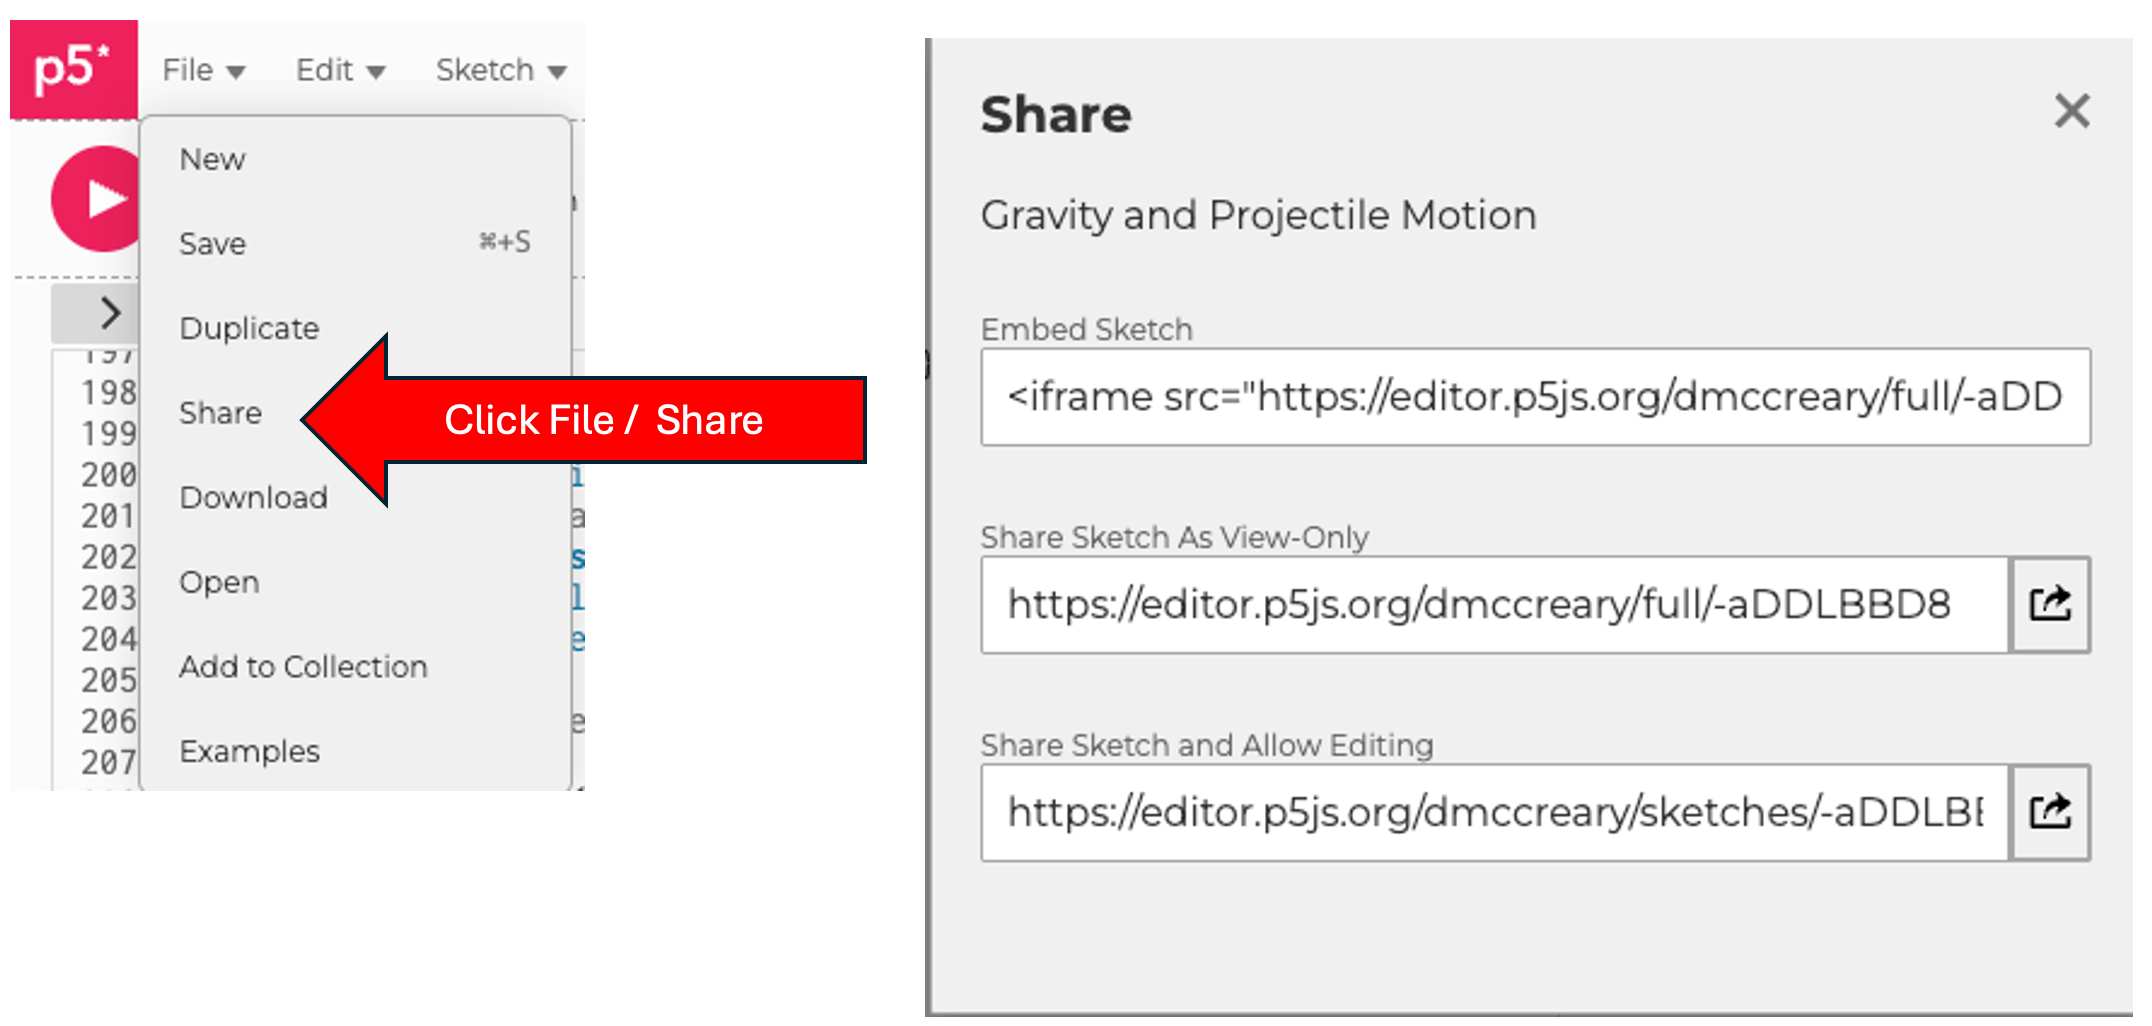 p5*
File Edit Sketch
New
Save ⌘+S
Duplicate
Share
Download
Open
Add to Collection
Examples
197
198
199
200
201
202
203
204
205
206
207
Click File / Share
Share
Gravity and Projectile Motion
Embed Sketch
<iframe src="https://editor.p5js.org/dmccreary/full/-aDD
Share Sketch As View-Only
https://editor.p5js.org/dmccreary/full/-aDDLBBD8
Share Sketch and Allow Editing
https://editor.p5js.org/dmccreary/sketches/-aDDLB